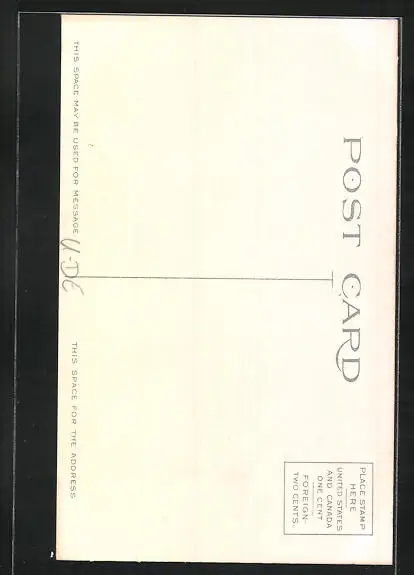 POST CARD
THIS SPACE MAY BE USED FOR MESSAGE
THIS SPACE FOR THE ADDRESS
PLACE STAMP
HERE
UNITED STATES
AND CANADA
ONE CENT
FOREIGN-
TWO CENTS.
U-DE